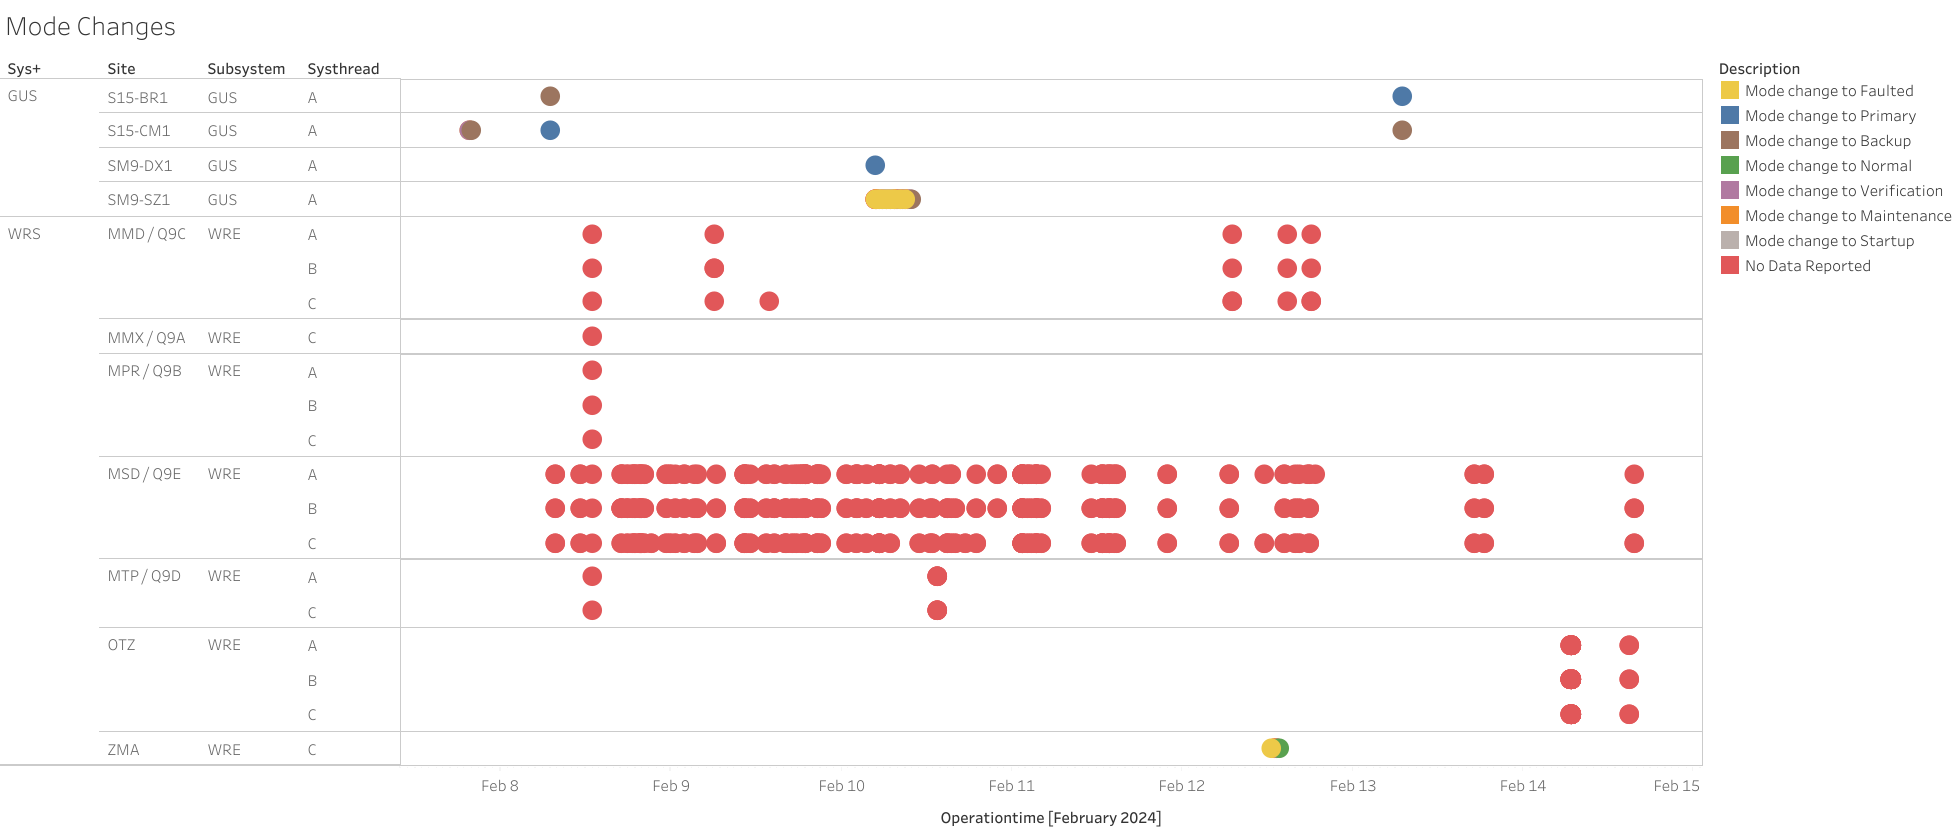 Mode Changes
Sys+ Site Subsystem Systhread
GUS S15-BR1 GUS A
S15-CM1 GUS A
SM9-DX1 GUS A
SM9-SZ1 GUS A
WRS MMD / Q9C WRE A
B
C
MMX / Q9A WRE C
MPR / Q9B WRE A
B
C
MSD / Q9E WRE A
B
C
MTP / Q9D WRE A
C
OTZ WRE A
B
C
ZMA WRE C
Feb 8 Feb 9 Feb 10 Feb 11 Feb 12 Feb 13 Feb 14 Feb 15
Operationtime [February 2024]
Description
Mode change to Faulted
Mode change to Primary
Mode change to Backup
Mode change to Normal
Mode change to Verification
Mode change to Maintenance
Mode change to Startup
No Data Reported